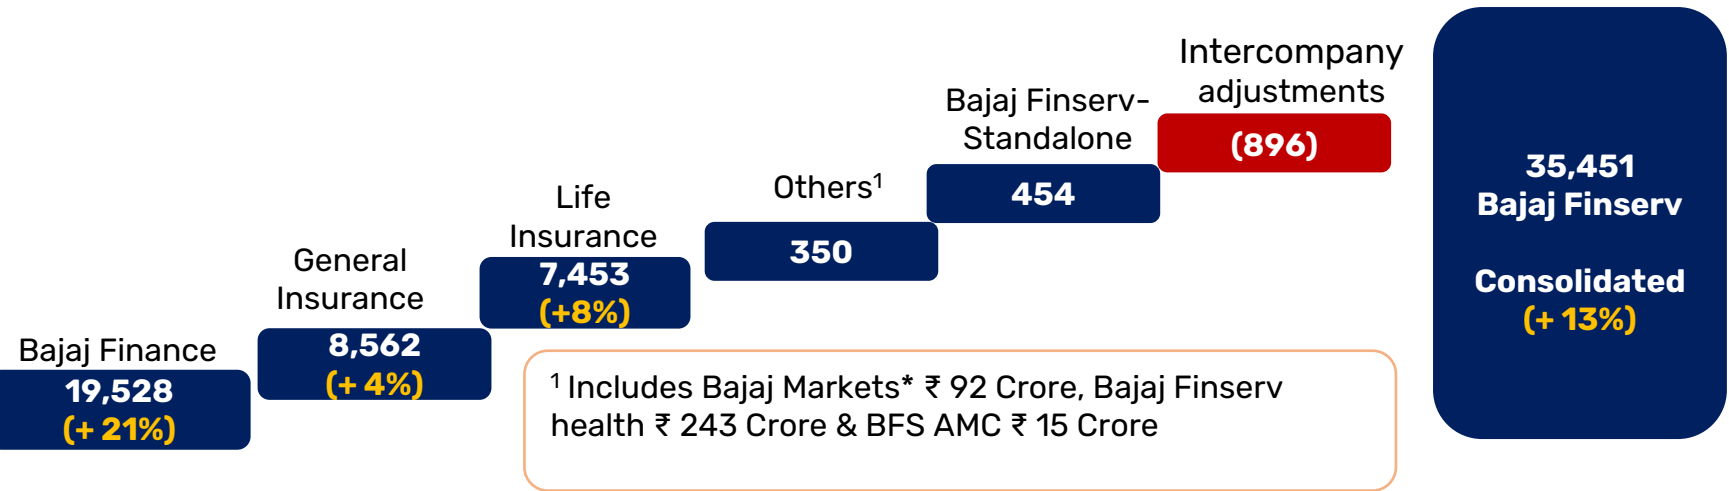 Bajaj Finance
19,528
(+ 21%)
General
Insurance
8,562
(+ 4%)
Life
Insurance
7,453
(+8%)
Others¹
350
Bajaj Finserv-
Standalone
454
Intercompany
adjustments
(896)
35,451
Bajaj Finserv
Consolidated
(+ 13%)
¹ Includes Bajaj Markets* ₹ 92 Crore, Bajaj Finserv
health ₹ 243 Crore & BFS AMC ₹ 15 Crore